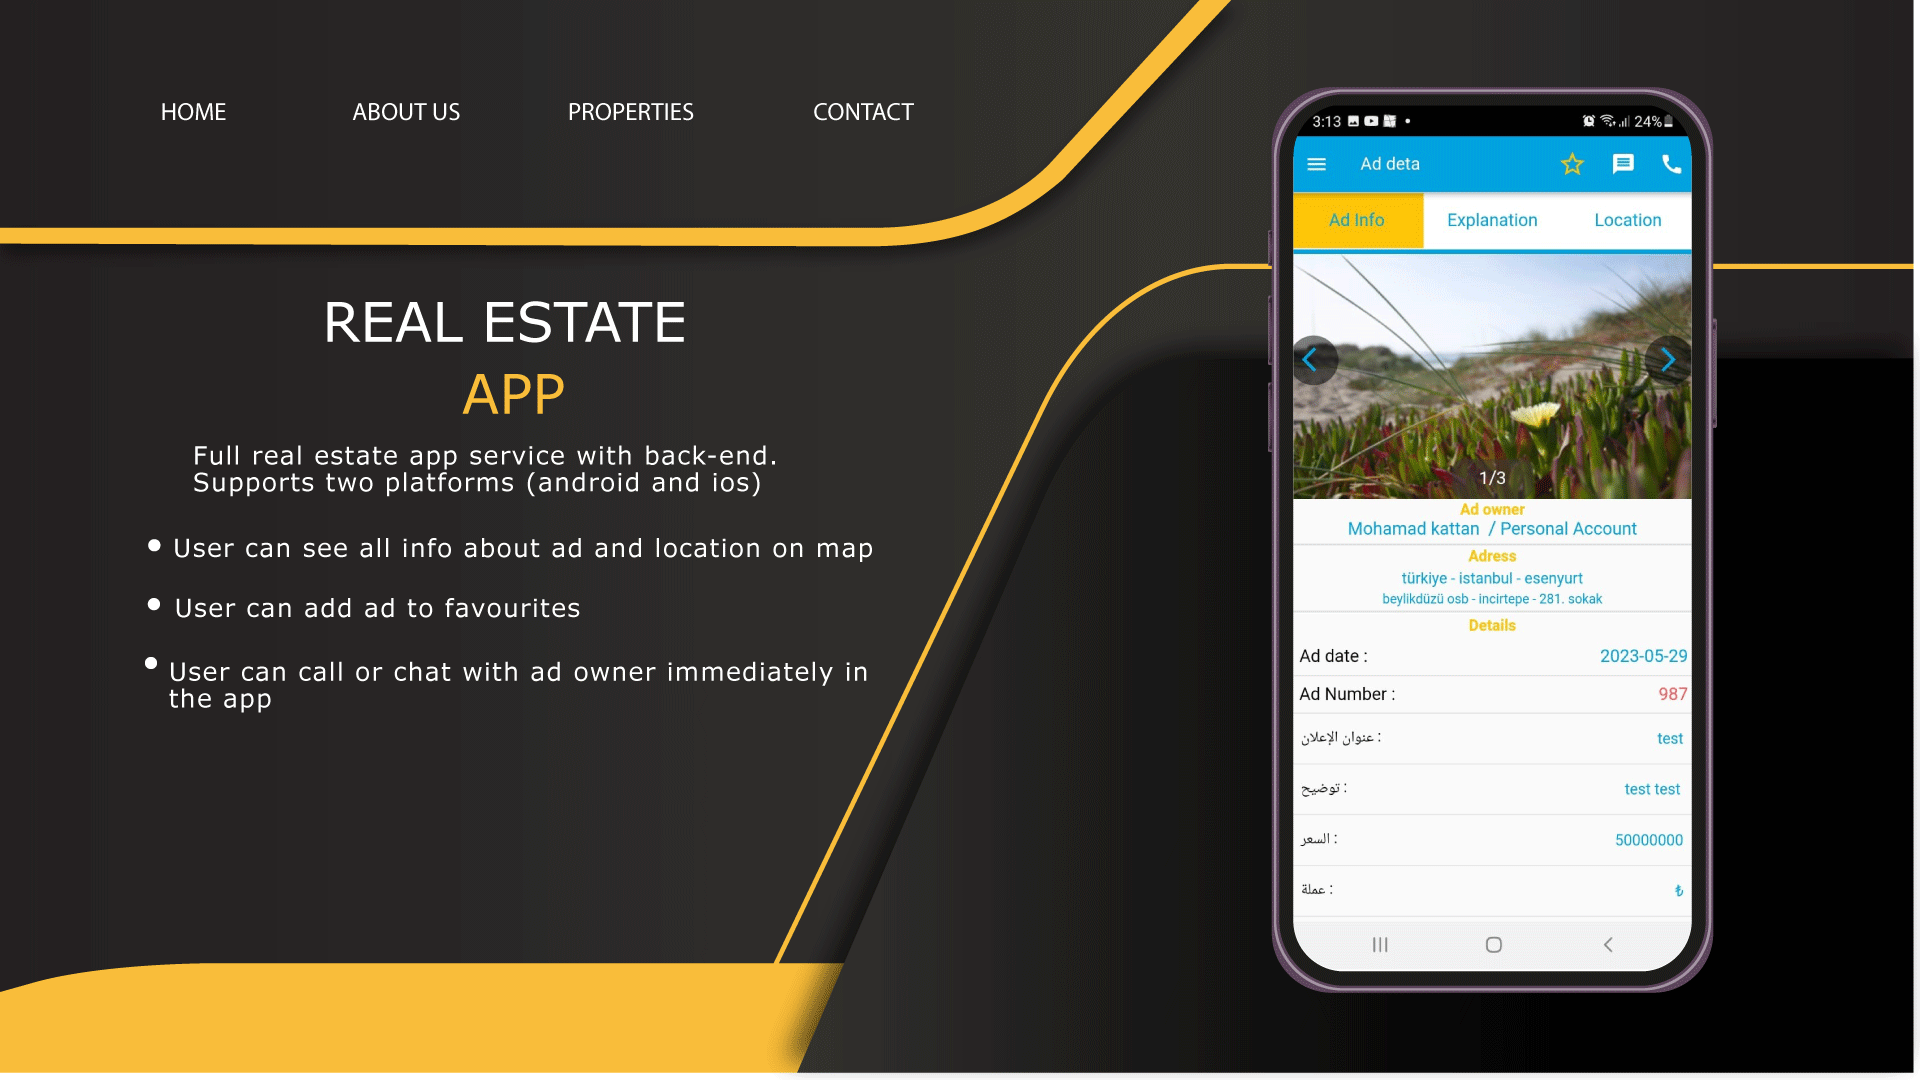 HOME ABOUT US PROPERTIES CONTACT
REAL ESTATE
APP
Full real estate app service with back-end.
Supports two platforms (android and ios)
User can see all info about ad and location on map
User can add ad to favourites
User can call or chat with ad owner immediately in
the app
3:13 24%
Ad deta
Ad Info Explanation Location
1/3
Ad owner
Mohamad kattan / Personal Account
Adress
türkiye - istanbul - esenyurt
beylikdüzü osb - incirtepe - 281. sokak
Details
Ad date : 2023-05-29
Ad Number : 987
عنوان الإعلان : test
توضيح : test test
السعر : 50000000
عملة : ₺